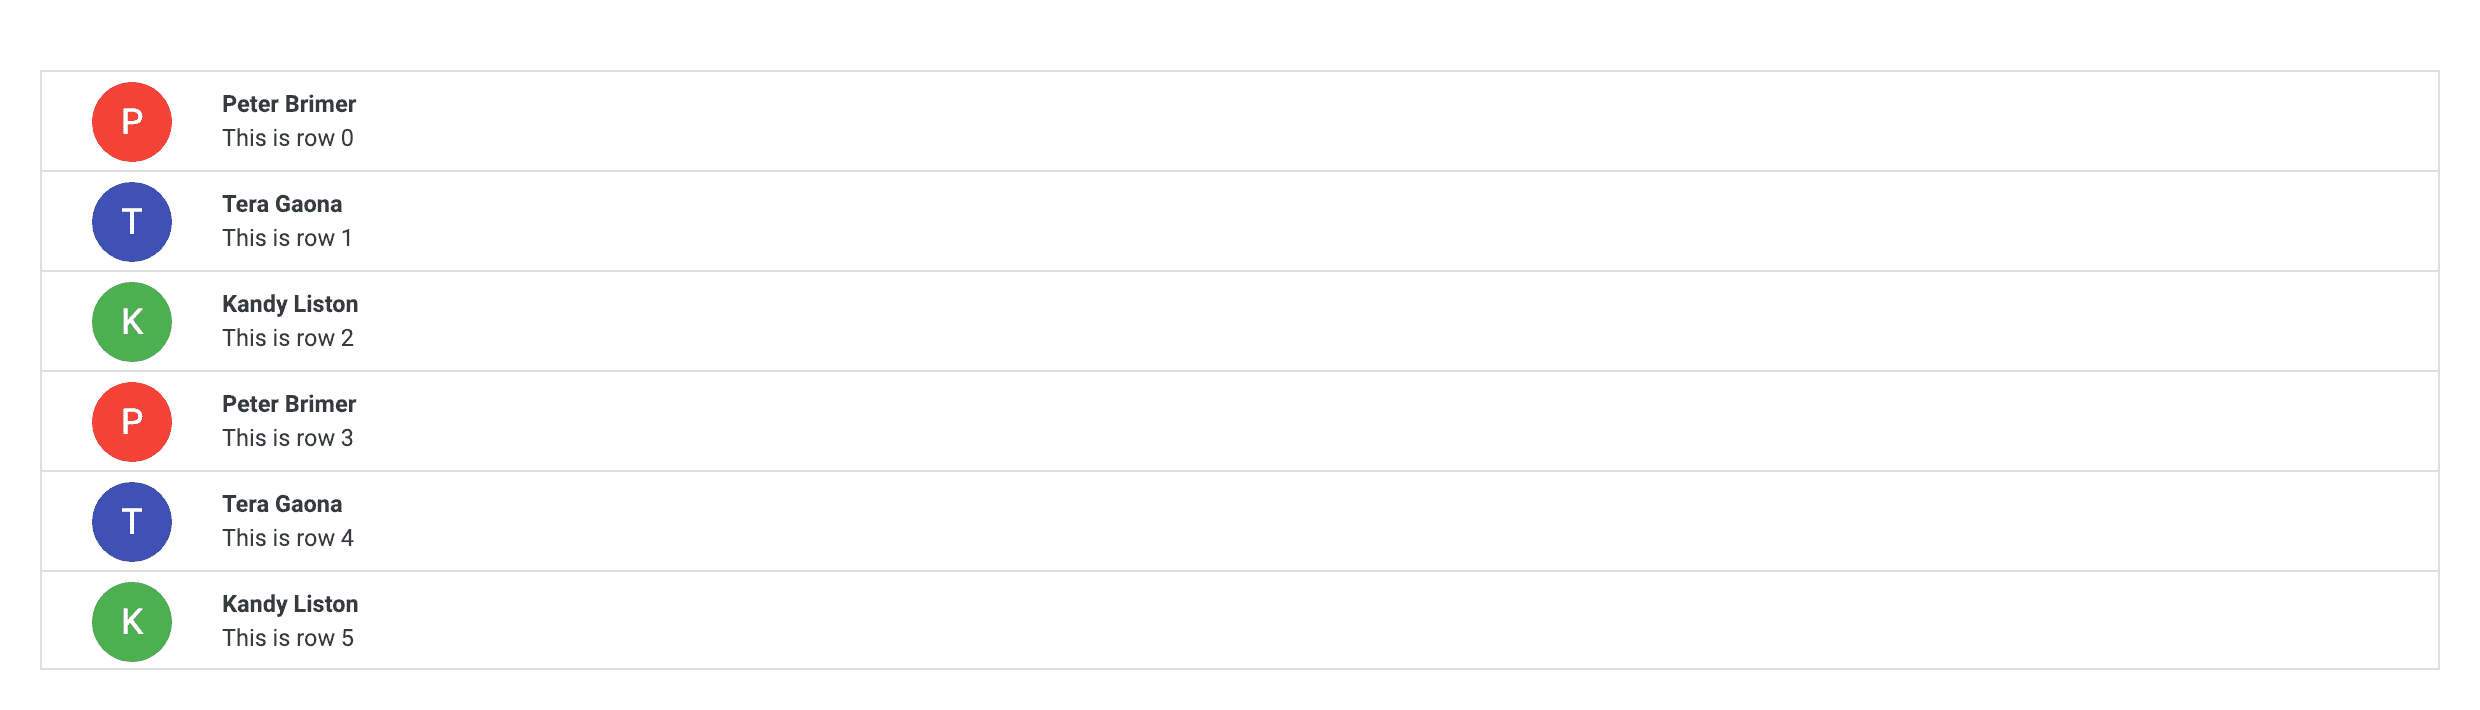 P
Peter Brimer
This is row 0
T
Tera Gaona
This is row 1
K
Kandy Liston
This is row 2
P
Peter Brimer
This is row 3
T
Tera Gaona
This is row 4
K
Kandy Liston
This is row 5